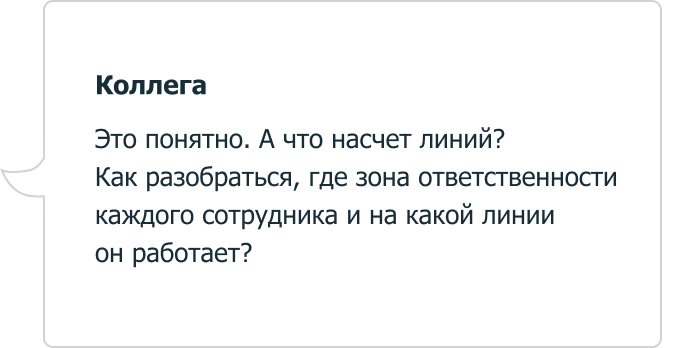 Коллега
Это понятно. А что насчет линий?
Как разобраться, где зона ответственности
каждого сотрудника и на какой линии
он работает?